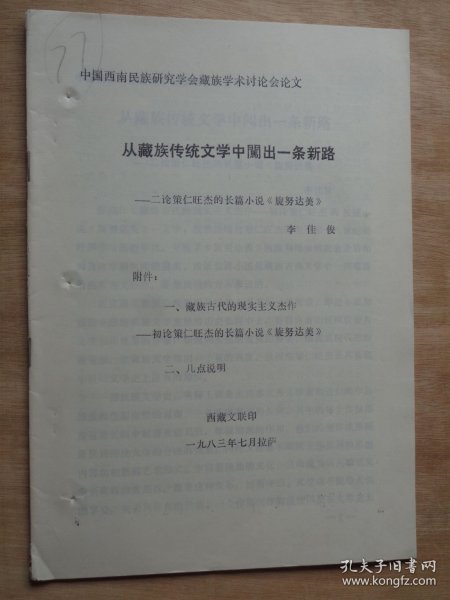 77
中国西南民族研究学会藏族学术讨论会论文
从藏族传统文学中闖出一条新路
——二论策仁旺杰的长篇小说《旋努达美》
李佳俊
附件：
一、藏族古代的现实主义杰作
——初论策仁旺杰的长篇小说《旋努达美》
二、几点说明
西藏文联印
一九八三年七月拉萨
孔夫子旧书网
www.kongfz.com